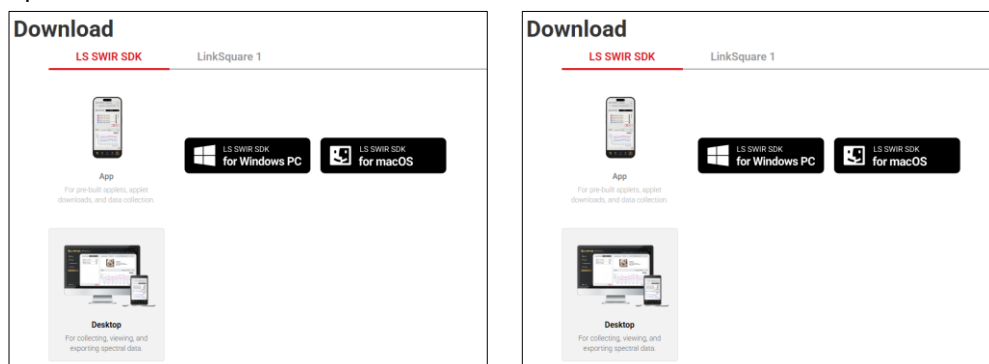 Download
LS SWIR SDK LinkSquare 1
LS SWIR SDK
for Windows PC
LS SWIR SDK
for macOS
App
For pre-built applets, applet
downloads, and data collection.
Desktop
For collecting, viewing, and
exporting spectral data.
Download
LS SWIR SDK LinkSquare 1
LS SWIR SDK
for Windows PC
LS SWIR SDK
for macOS
App
For pre-built applets, applet
downloads, and data collection.
Desktop
For collecting, viewing, and
exporting spectral data.